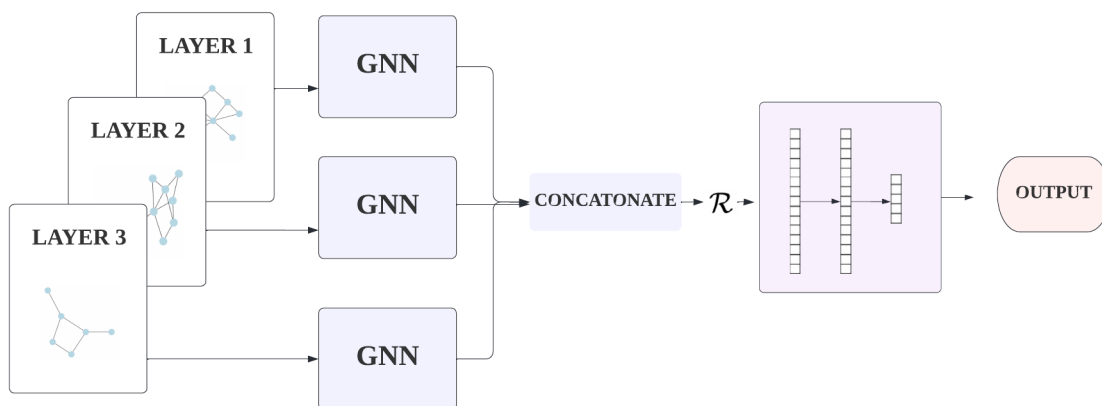 LAYER 1
GNN
LAYER 2
GNN
CONCATONATE
ℛ
OUTPUT
LAYER 3
GNN